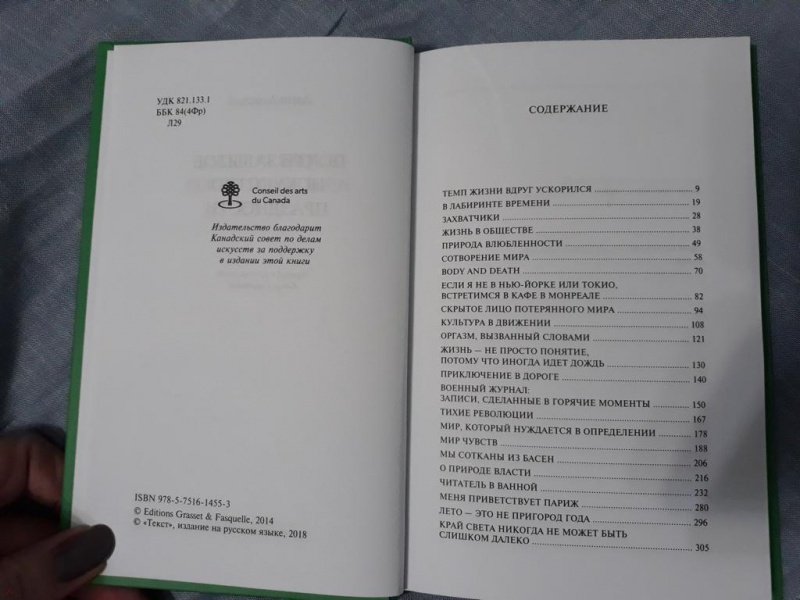 УДК 821.133.1
ББК 84(4Фр)
Л29
Conseil des arts
du Canada
Издательство благодарит
Канадский совет по делам
искусств за поддержку
в издании этой книги
ISBN 978-5-7516-1455-3
© Editions Grasset & Fasquelle, 2014
© «Текст», издание на русском языке, 2018
СОДЕРЖАНИЕ
ТЕМП ЖИЗНИ ВДРУГ УСКОРИЛСЯ 9
В ЛАБИРИНТЕ ВРЕМЕНИ 19
ЗАХВАТЧИКИ 28
ЖИЗНЬ В ОБЩЕСТВЕ 38
ПРИРОДА ВЛЮБЛЕННОСТИ 49
СОТВОРЕНИЕ МИРА 58
BODY AND DEATH 70
ЕСЛИ Я НЕ В НЬЮ-ЙОРКЕ ИЛИ ТОКИО,
ВСТРЕТИМСЯ В КАФЕ В МОНРЕАЛЕ 82
СКРЫТОЕ ЛИЦО ПОТЕРЯННОГО МИРА 94
КУЛЬТУРА В ДВИЖЕНИИ 108
ОРГАЗМ, ВЫЗВАННЫЙ СЛОВАМИ 121
ЖИЗНЬ — НЕ ПРОСТО ПОНЯТИЕ,
ПОТОМУ ЧТО ИНОГДА ИДЕТ ДОЖДЬ 130
ПРИКЛЮЧЕНИЕ В ДОРОГЕ 140
ВОЕННЫЙ ЖУРНАЛ:
ЗАПИСИ, СДЕЛАННЫЕ В ГОРЯЧИЕ МОМЕНТЫ 150
ТИХИЕ РЕВОЛЮЦИИ 167
МИР, КОТОРЫЙ НУЖДАЕТСЯ В ОПРЕДЕЛЕНИИ 178
МИР ЧУВСТВ 188
МЫ СОТКАНЫ ИЗ БАСЕН 206
О ПРИРОДЕ ВЛАСТИ 216
ЧИТАТЕЛЬ В ВАННОЙ 232
МЕНЯ ПРИВЕТСТВУЕТ ПАРИЖ 280
ЛЕТО — ЭТО НЕ ПРИГОРОД ГОДА 296
КРАЙ СВЕТА НИКОГДА НЕ МОЖЕТ БЫТЬ
СЛИШКОМ ДАЛЕКО 305